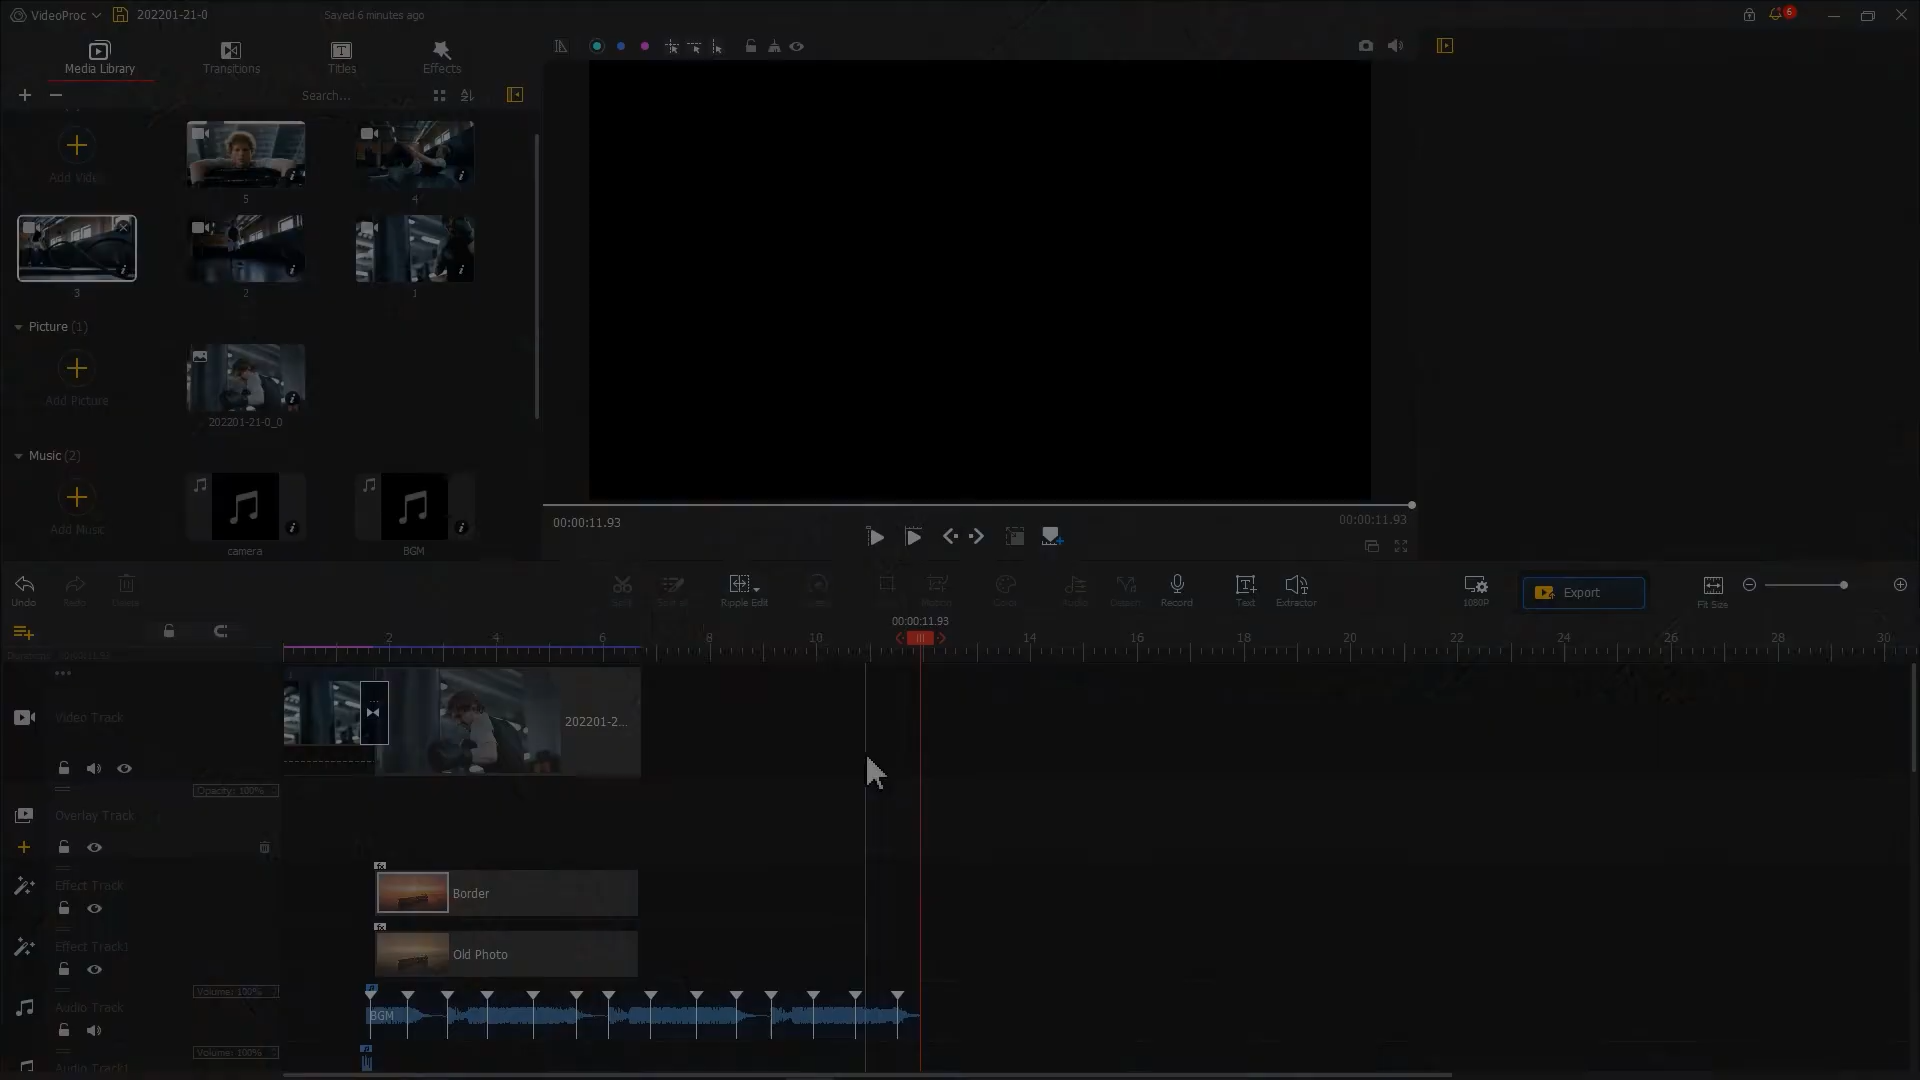 VideoProc
202201-21-0
Saved 6 minutes ago
6
Media Library
Transitions
Titles
Effects
Search...
Add Vide
5
4
3
2
1
Picture (1)
Add Picture
202201-21-0_0
Music (2)
Add Music
camera
BGM
00:00:11.93
00:00:11.93
Undo
Redo
Delete
Split
Ripple Edit
Motion
Color
Audio
Record
Text
Extractor
1080P
Export
Fit Size
00:00:11.93
2
4
6
8
10
14
16
18
20
22
24
26
28
30
Video Track
202201-2...
Opacity: 100%
Overlay Track
Effect Track
Border
Effect Track1
Old Photo
Volume: 100%
Audio Track
BGM
Volume: 100%
Audio Track1